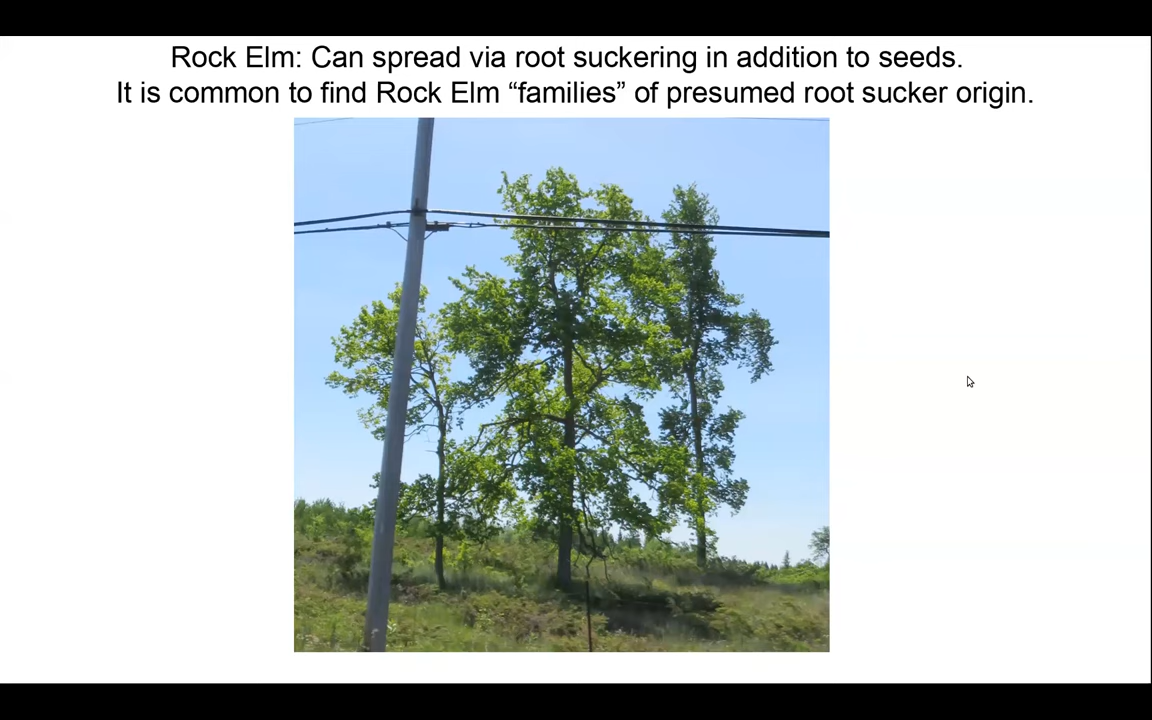 Rock Elm: Can spread via root suckering in addition to seeds.
It is common to find Rock Elm “families” of presumed root sucker origin.